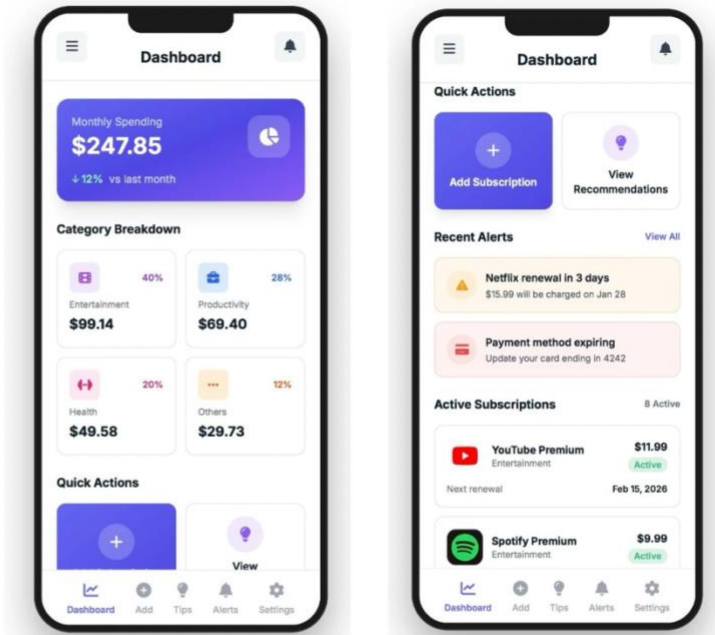 Dashboard
Monthly Spending
$247.85
↓12% vs last month
Category Breakdown
40%
Entertainment
$99.14
28%
Productivity
$69.40
20%
Health
$49.58
12%
Others
$29.73
Quick Actions
View
Dashboard
Add
Tips
Alerts
Settings
Dashboard
Quick Actions
Add Subscription
View
Recommendations
Recent Alerts
View All
Netflix renewal in 3 days
$15.99 will be charged on Jan 28
Payment method expiring
Update your card ending in 4242
Active Subscriptions
8 Active
YouTube Premium
$11.99
Entertainment
Active
Next renewal
Feb 15, 2026
Spotify Premium
$9.99
Entertainment
Active
Dashboard
Add
Tips
Alerts
Settings